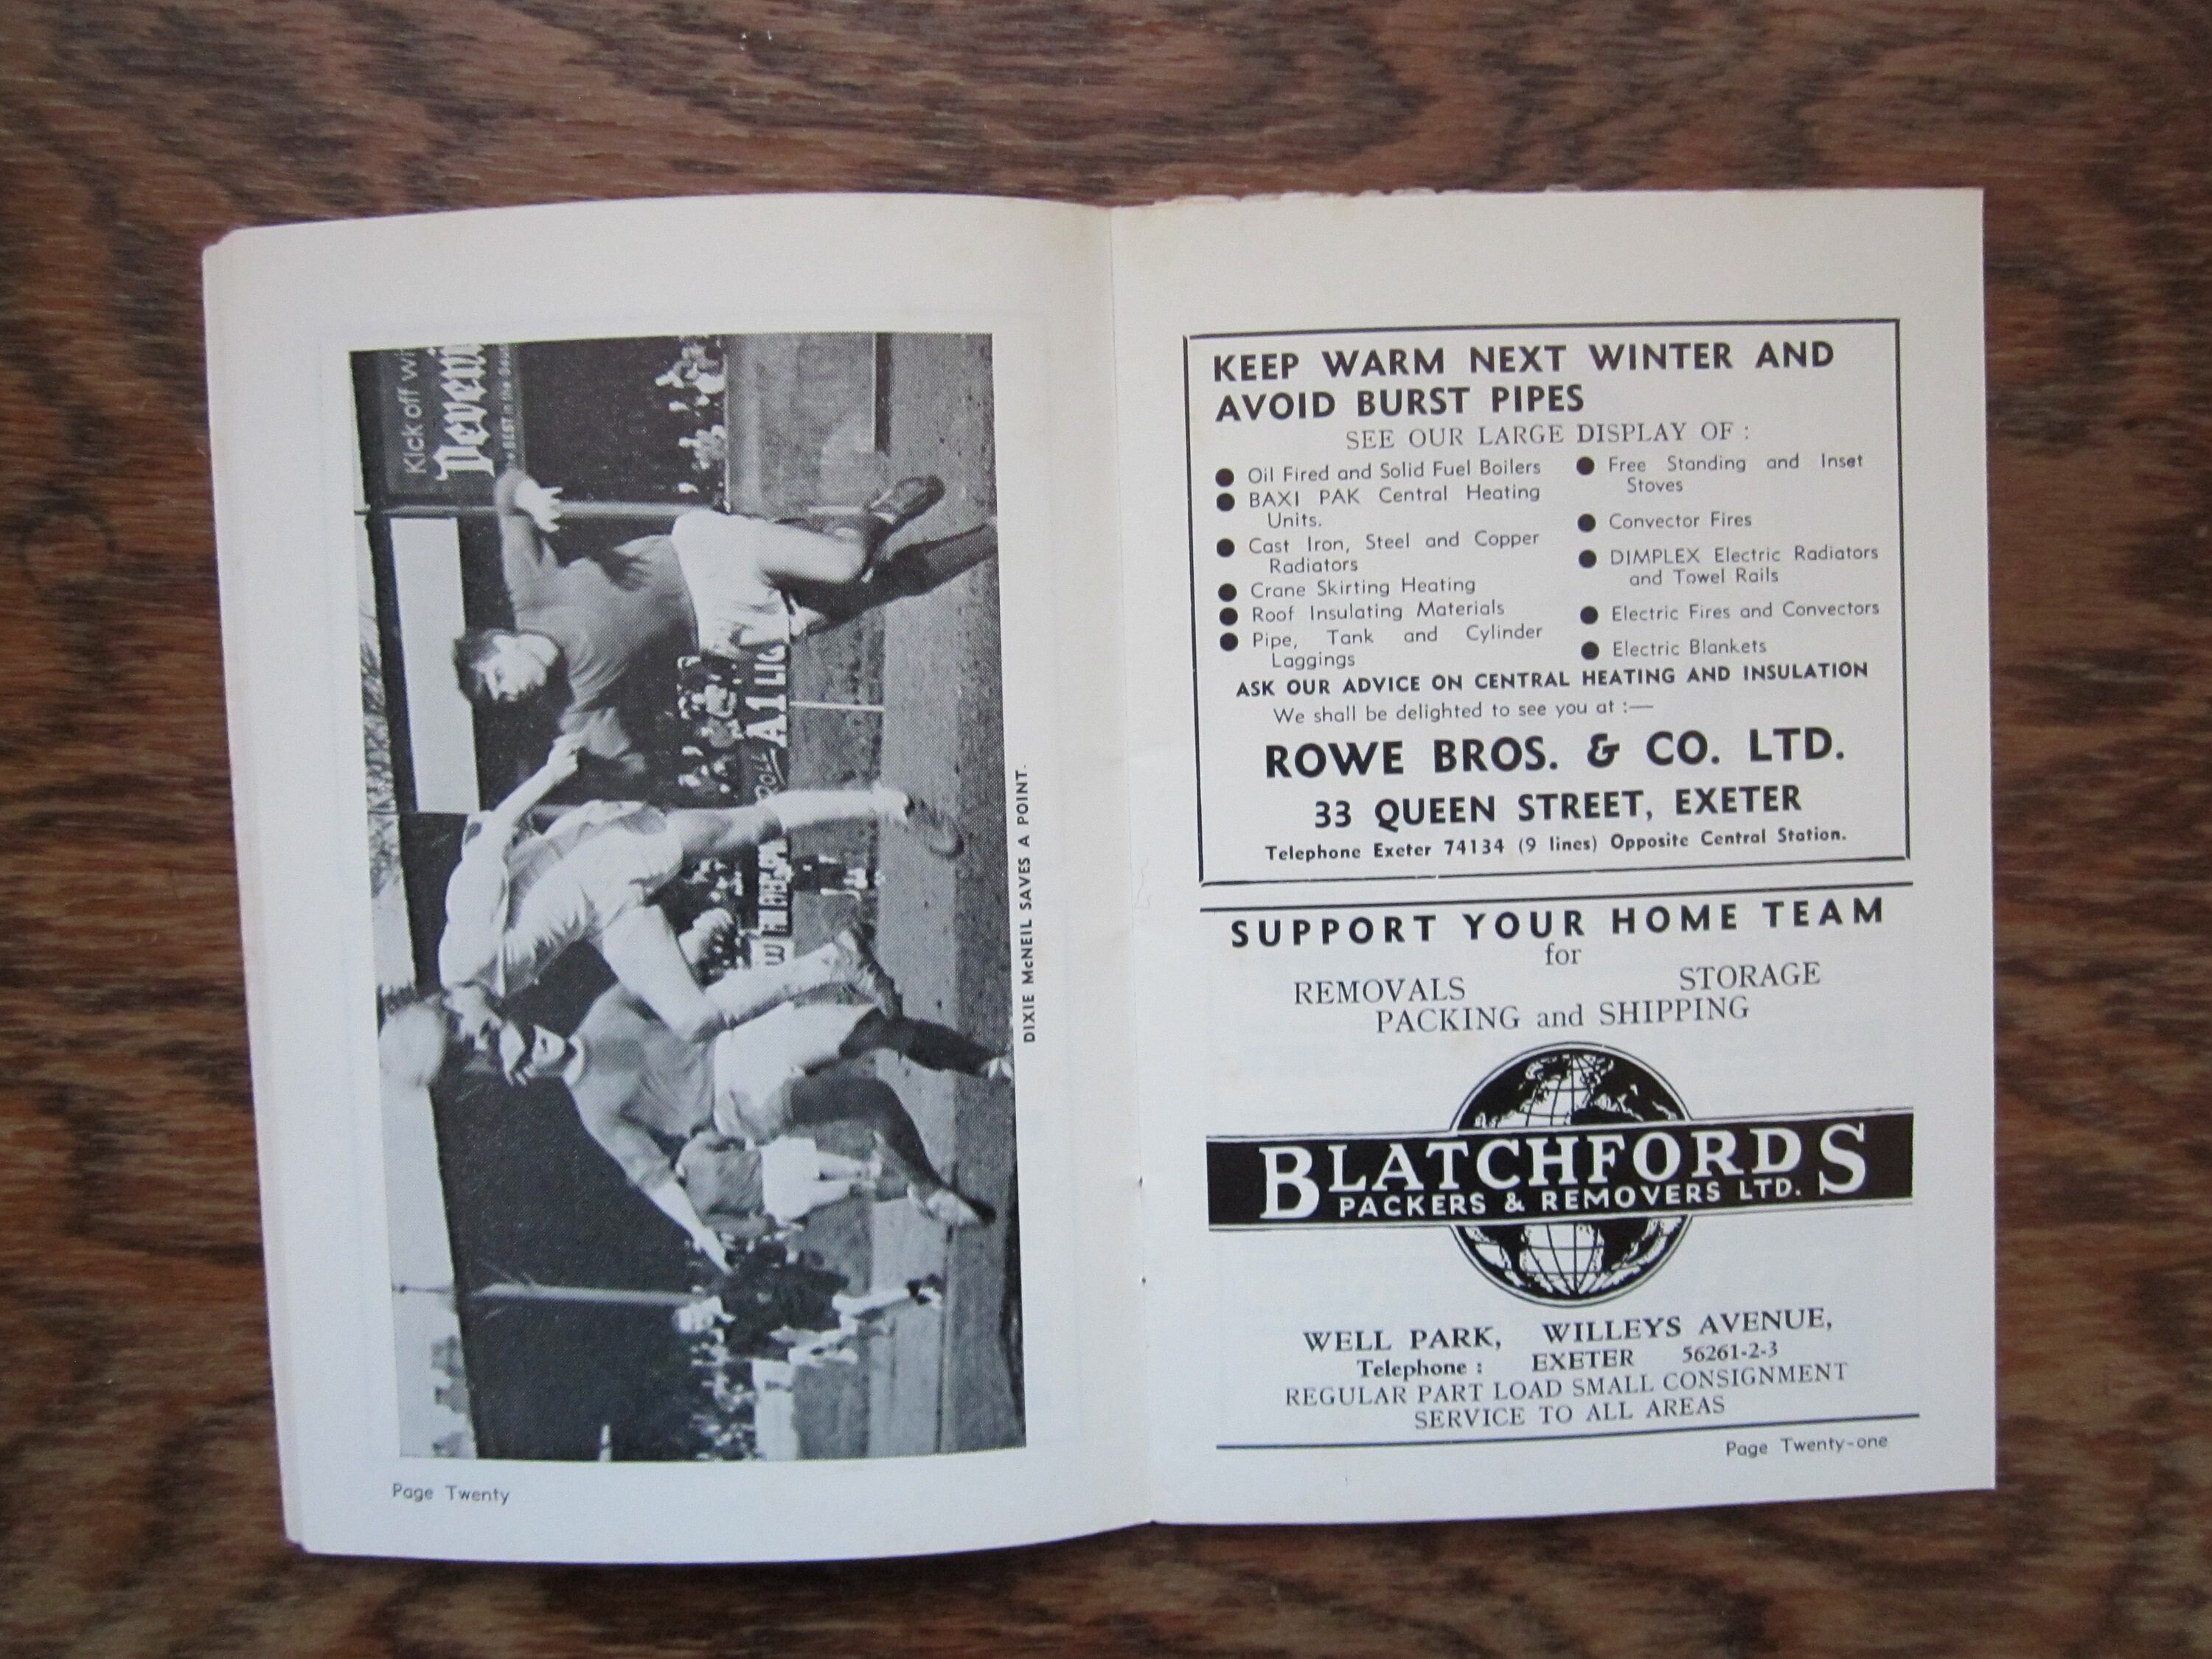 Kick off wi
Deveni
BEST in the
A1 LIG
DIXIE McNEIL SAVES A POINT.
Page Twenty
KEEP WARM NEXT WINTER AND
AVOID BURST PIPES
SEE OUR LARGE DISPLAY OF :
● Oil Fired and Solid Fuel Boilers
● BAXI PAK Central Heating
Units.
● Cast Iron, Steel and Copper
Radiators
● Crane Skirting Heating
● Roof Insulating Materials
● Pipe, Tank and Cylinder
Laggings
● Free Standing and Inset
Stoves
● Convector Fires
● DIMPLEX Electric Radiators
and Towel Rails
● Electric Fires and Convectors
● Electric Blankets
ASK OUR ADVICE ON CENTRAL HEATING AND INSULATION
We shall be delighted to see you at :—
ROWE BROS. & CO. LTD.
33 QUEEN STREET, EXETER
Telephone Exeter 74134 (9 lines) Opposite Central Station.
SUPPORT YOUR HOME TEAM
for
REMOVALS STORAGE
PACKING and SHIPPING
BLATCHFORDS
PACKERS & REMOVERS LTD.
WELL PARK, WILLEYS AVENUE,
Telephone : EXETER 56261-2-3
REGULAR PART LOAD SMALL CONSIGNMENT
SERVICE TO ALL AREAS
Page Twenty-one